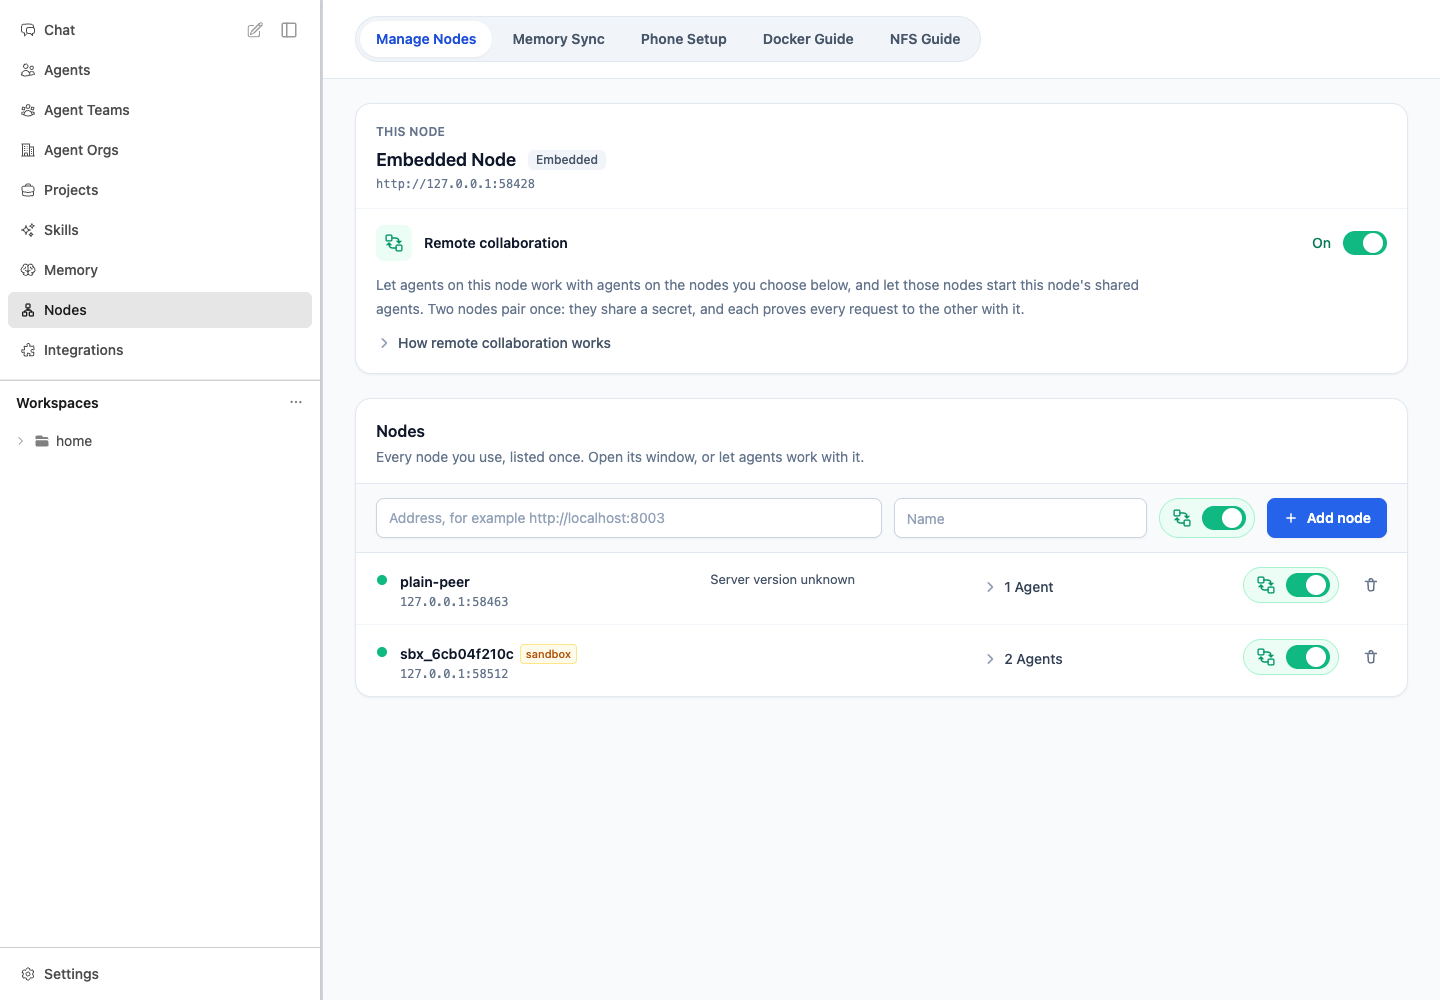 Chat
Agents
Agent Teams
Agent Orgs
Projects
Skills
Memory
Nodes
Integrations
Workspaces
home
Settings
Manage Nodes
Memory Sync
Phone Setup
Docker Guide
NFS Guide
THIS NODE
Embedded Node
Embedded
http://127.0.0.1:58428
Remote collaboration
On
Let agents on this node work with agents on the nodes you choose below, and let those nodes start this node's shared
agents. Two nodes pair once: they share a secret, and each proves every request to the other with it.
How remote collaboration works
Nodes
Every node you use, listed once. Open its window, or let agents work with it.
Address, for example http://localhost:8003
Name
Add node
plain-peer
127.0.0.1:58463
Server version unknown
1 Agent
sbx_6cb04f210c
sandbox
127.0.0.1:58512
2 Agents